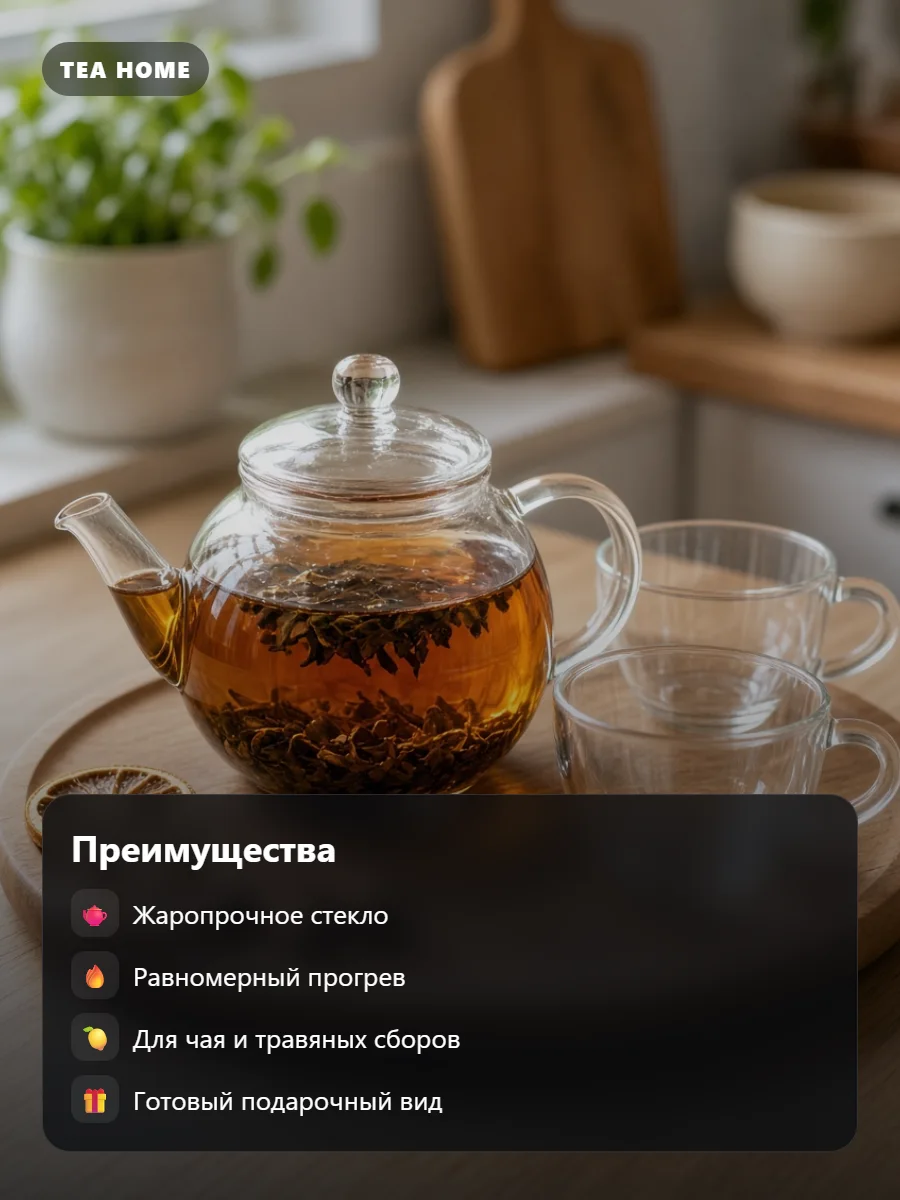 TEA HOME
Преимущества
Жаропрочное стекло
Равномерный прогрев
Для чая и травяных сборов
Готовый подарочный вид